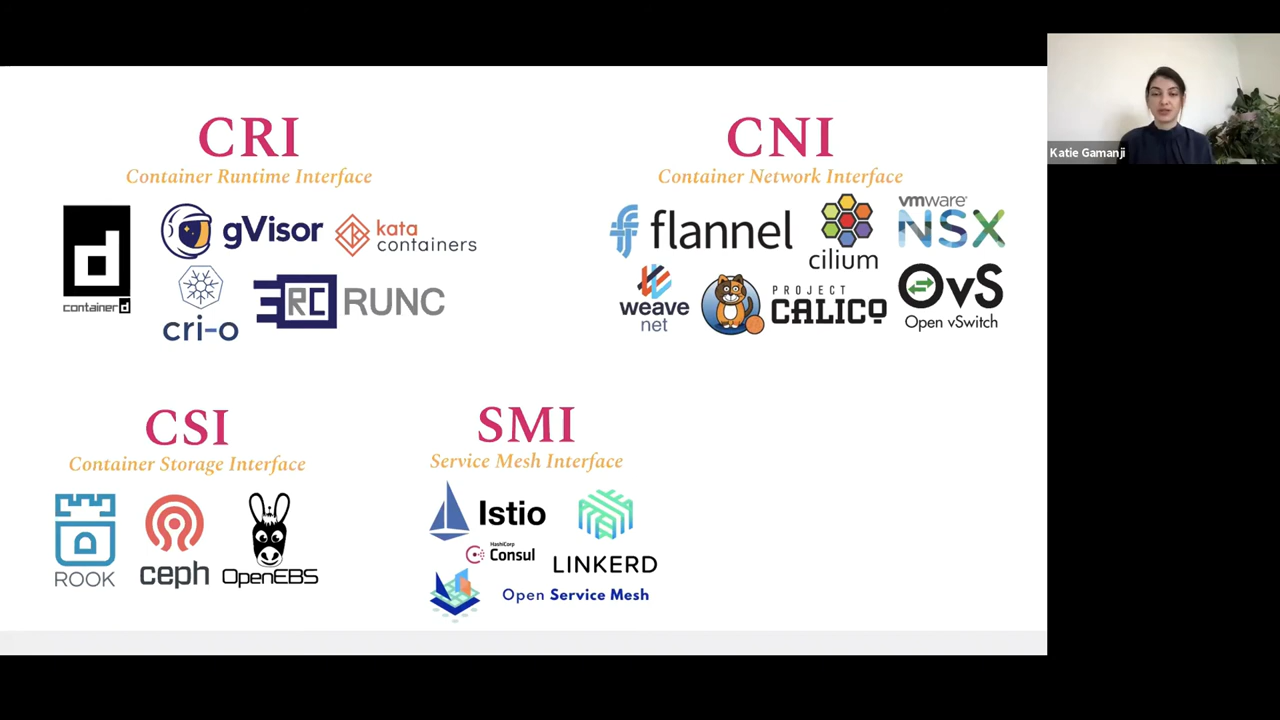 CRI
Container Runtime Interface
containerd
gVisor
kata
containers
cri-o
RC RUNC
CNI
Container Network Interface
flannel
cilium
vmware®
NSX
weave
net
PROJECT
CALICO
OvS
Open vSwitch
CSI
Container Storage Interface
ROOK
ceph
OpenEBS
SMI
Service Mesh Interface
Istio
HashiCorp
Consul
LINKERD
Open Service Mesh
Katie Gamanji